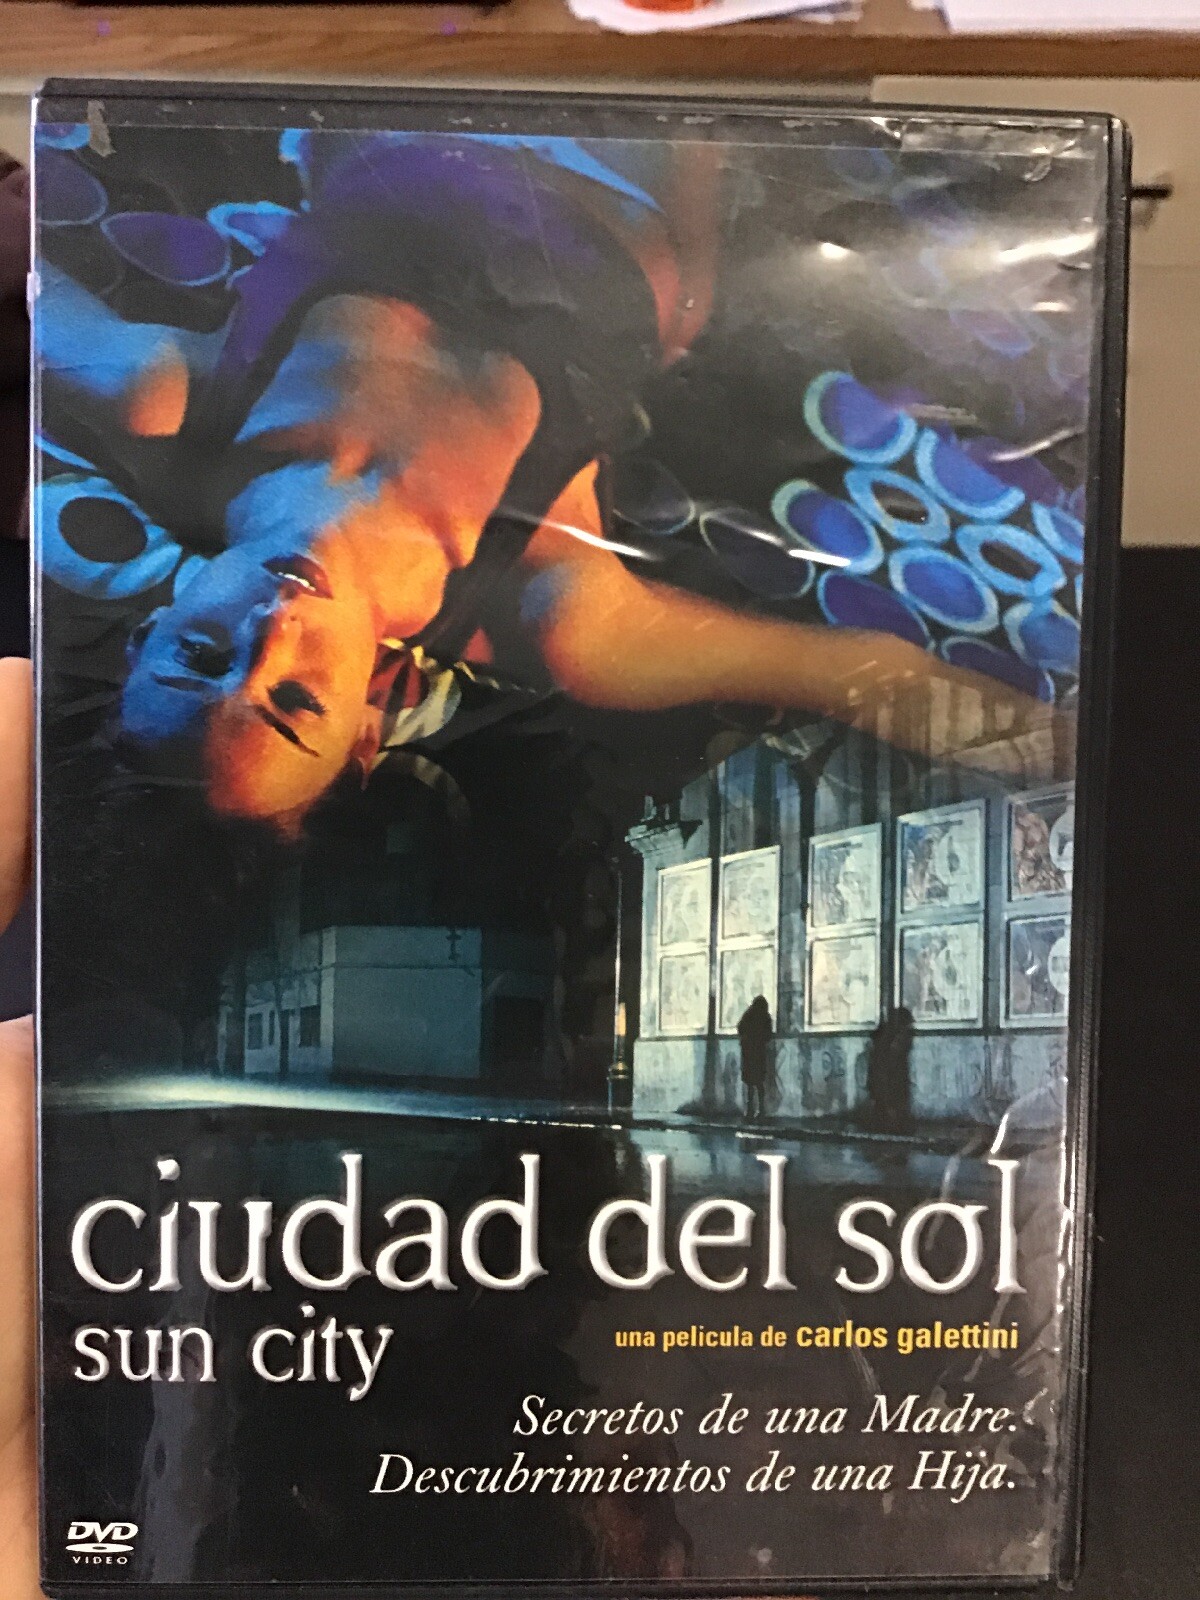 ciudad del sol
sun city
una pelicula de carlos galettini
Secretos de una Madre.
Descubrimientos de una Hija.
DVD
VIDEO